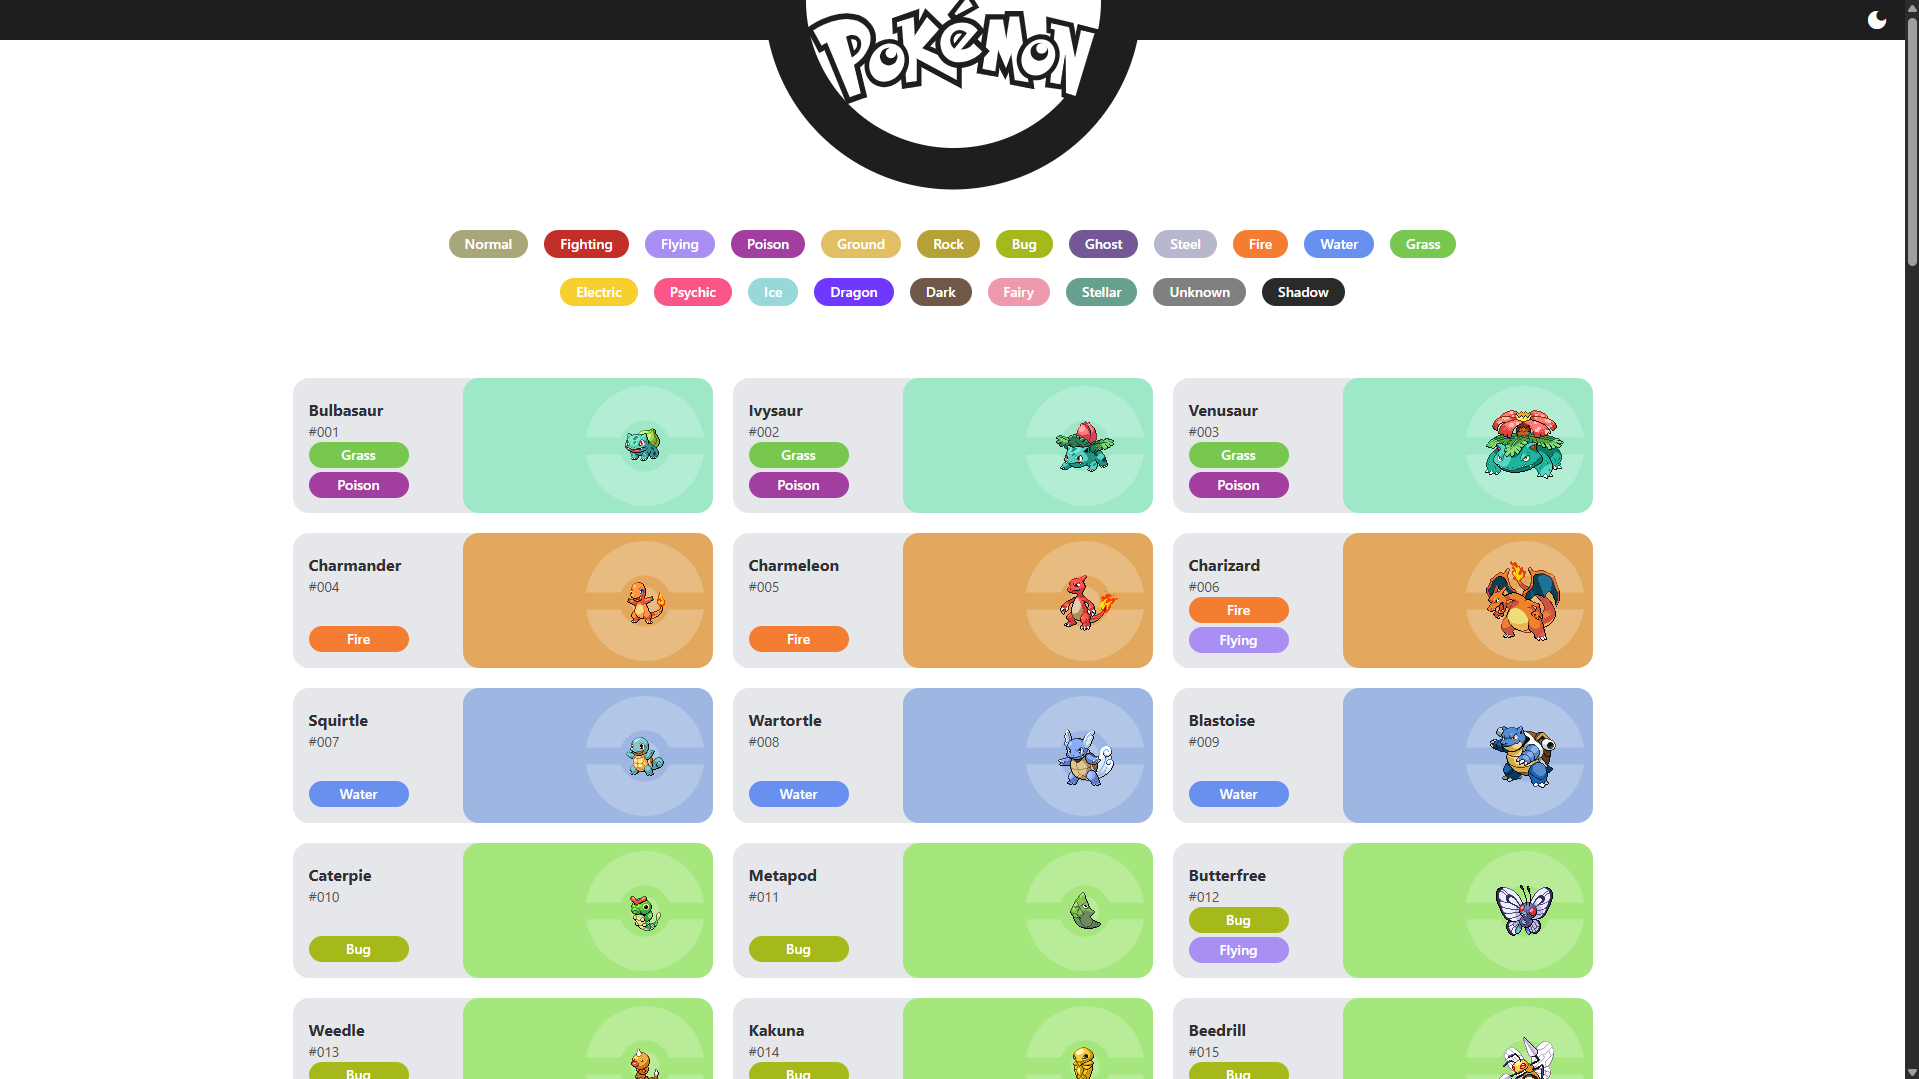 Pokémon
Normal Fighting Flying Poison Ground Rock Bug Ghost Steel Fire Water Grass
Electric Psychic Ice Dragon Dark Fairy Stellar Unknown Shadow
Bulbasaur
#001
Grass
Poison
Ivysaur
#002
Grass
Poison
Venusaur
#003
Grass
Poison
Charmander
#004
Fire
Charmeleon
#005
Fire
Charizard
#006
Fire
Flying
Squirtle
#007
Water
Wartortle
#008
Water
Blastoise
#009
Water
Caterpie
#010
Bug
Metapod
#011
Bug
Butterfree
#012
Bug
Flying
Weedle
#013
Bug
Kakuna
#014
Bug
Beedrill
#015
Bug